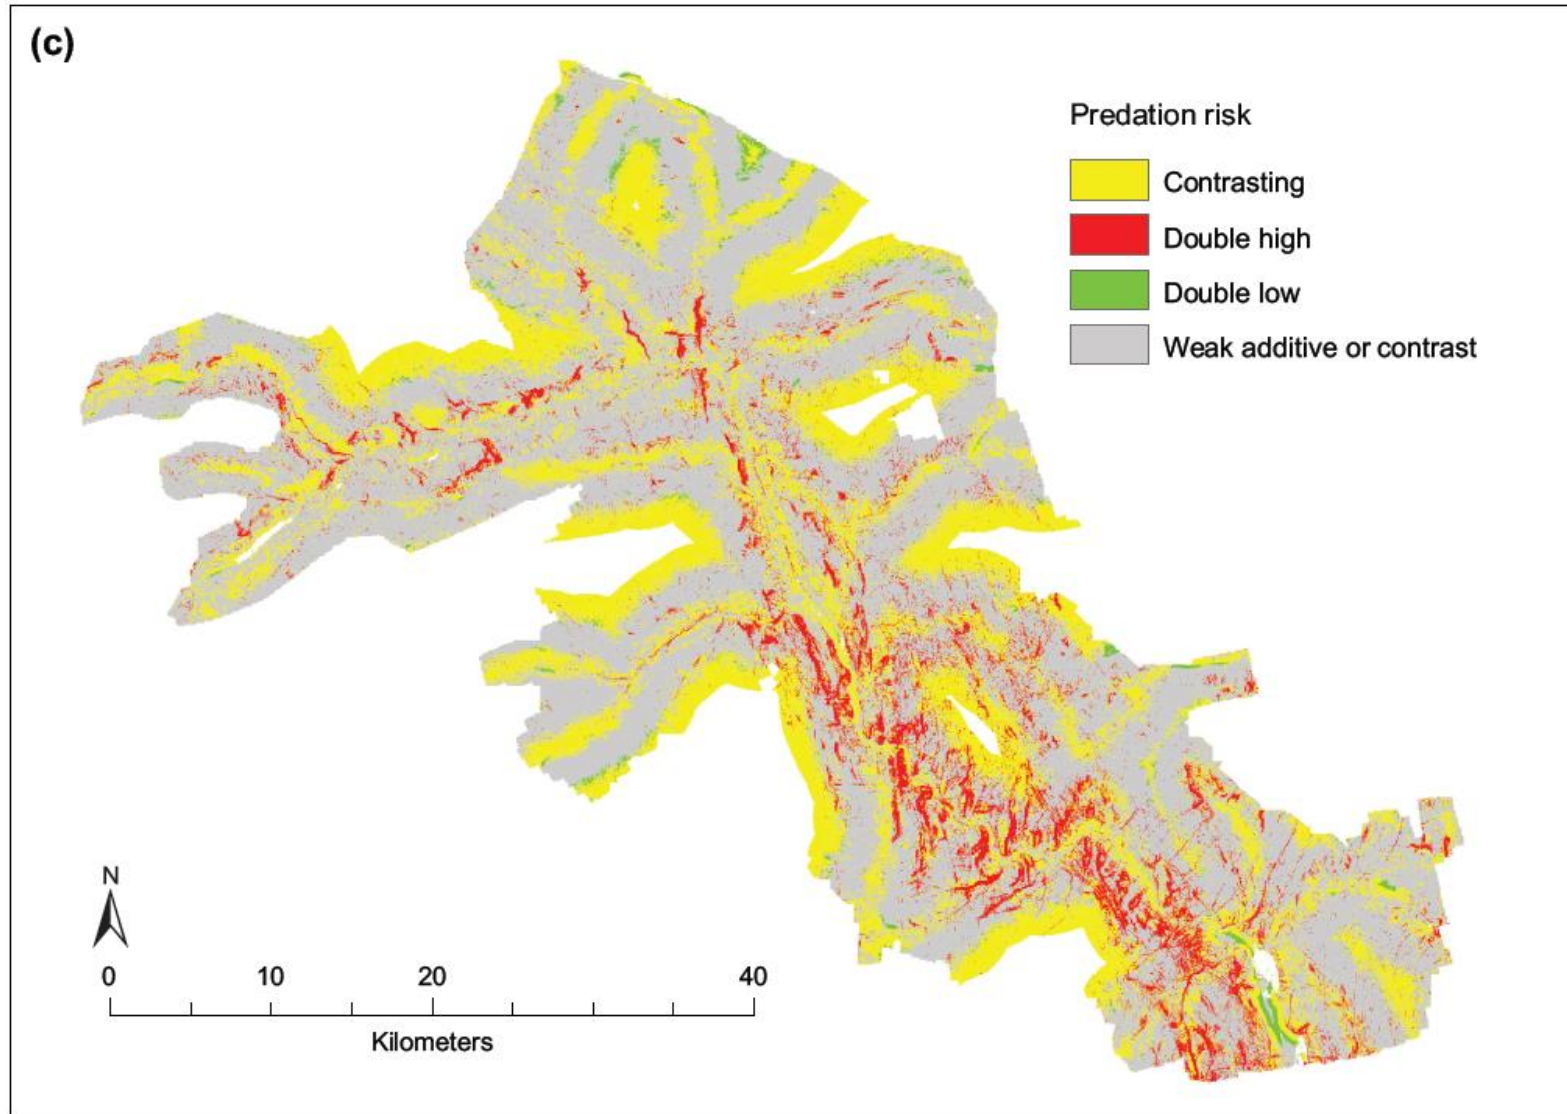 (c)
Predation risk
Contrasting
Double high
Double low
Weak additive or contrast
N
0 10 20 40
Kilometers